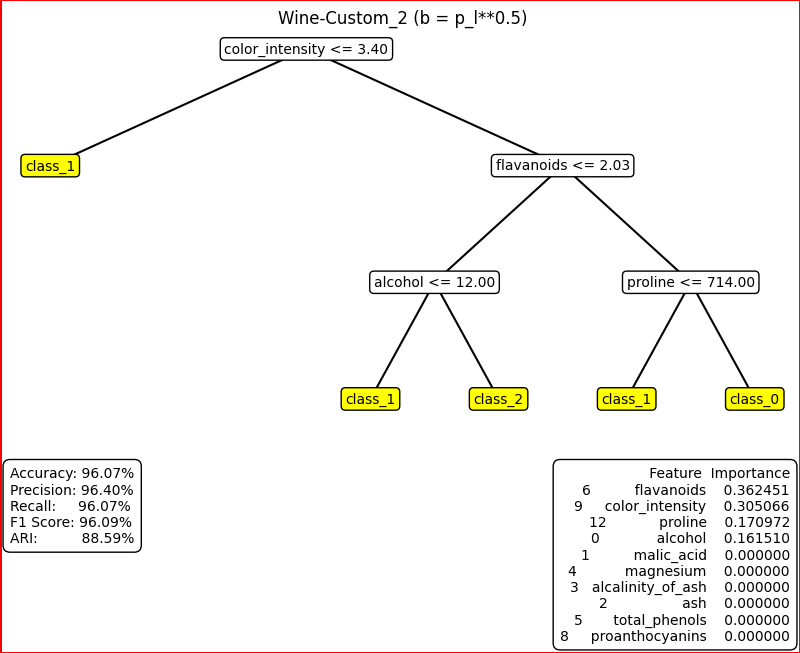 Wine-Custom_2 (b = p_l**0.5)
color_intensity <= 3.40
class_1
flavanoids <= 2.03
alcohol <= 12.00
proline <= 714.00
class_1
class_2
class_1
class_0
Accuracy: 96.07%
Precision: 96.40%
Recall: 96.07%
F1 Score: 96.09%
ARI: 88.59%
Feature Importance
6 flavanoids 0.362451
9 color_intensity 0.305066
12 proline 0.170972
0 alcohol 0.161510
1 malic_acid 0.000000
4 magnesium 0.000000
3 alcalinity_of_ash 0.000000
2 ash 0.000000
5 total_phenols 0.000000
8 proanthocyanins 0.000000